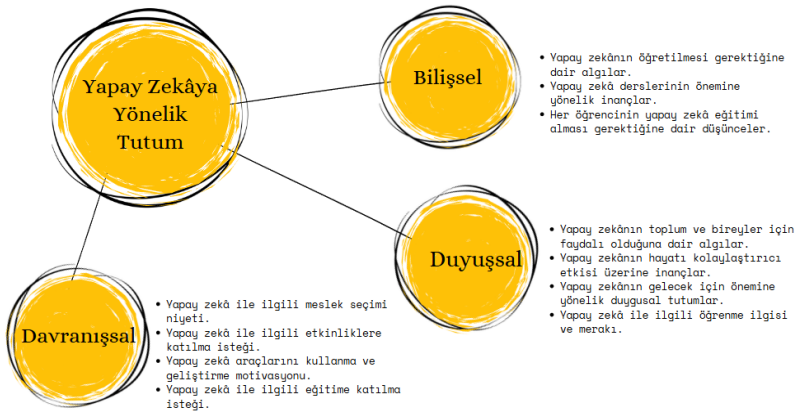 Yapay Zekâya
Yönelik
Tutum
Bilişsel
• Yapay zekânın öğretilmesi gerektiğine
dair algılar.
• Yapay zekâ derslerinin önemine
yönelik inançlar.
• Her öğrencinin yapay zekâ eğitimi
alması gerektiğine dair düşünceler.
Duyuşsal
• Yapay zekânın toplum ve bireyler için
faydalı olduğuna dair algılar.
• Yapay zekânın hayatı kolaylaştırıcı
etkisi üzerine inançlar.
• Yapay zekânın gelecek için önemine
yönelik duygusal tutumlar.
• Yapay zekâ ile ilgili öğrenme ilgisi
ve merakı.
Davranışsal
• Yapay zekâ ile ilgili meslek seçimi
niyeti.
• Yapay zekâ ile ilgili etkinliklere
katılma isteği.
• Yapay zekâ araçlarını kullanma ve
geliştirme motivasyonu.
• Yapay zekâ ile ilgili eğitime katılma
isteği.